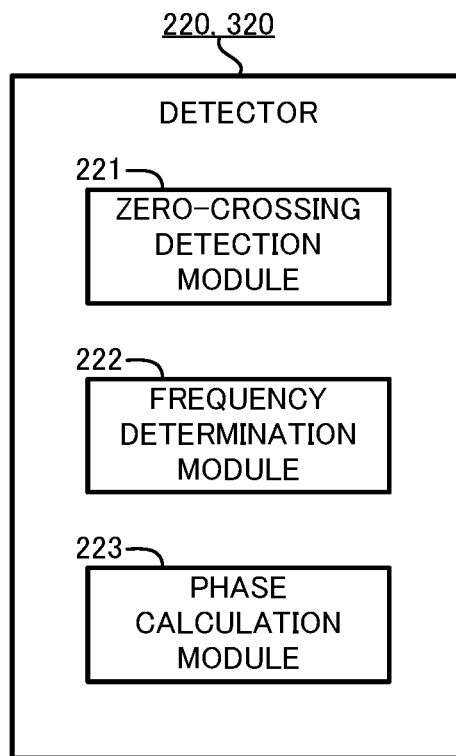 220, 320
DETECTOR
221
ZERO-CROSSING
DETECTION
MODULE
222
FREQUENCY
DETERMINATION
MODULE
223
PHASE
CALCULATION
MODULE